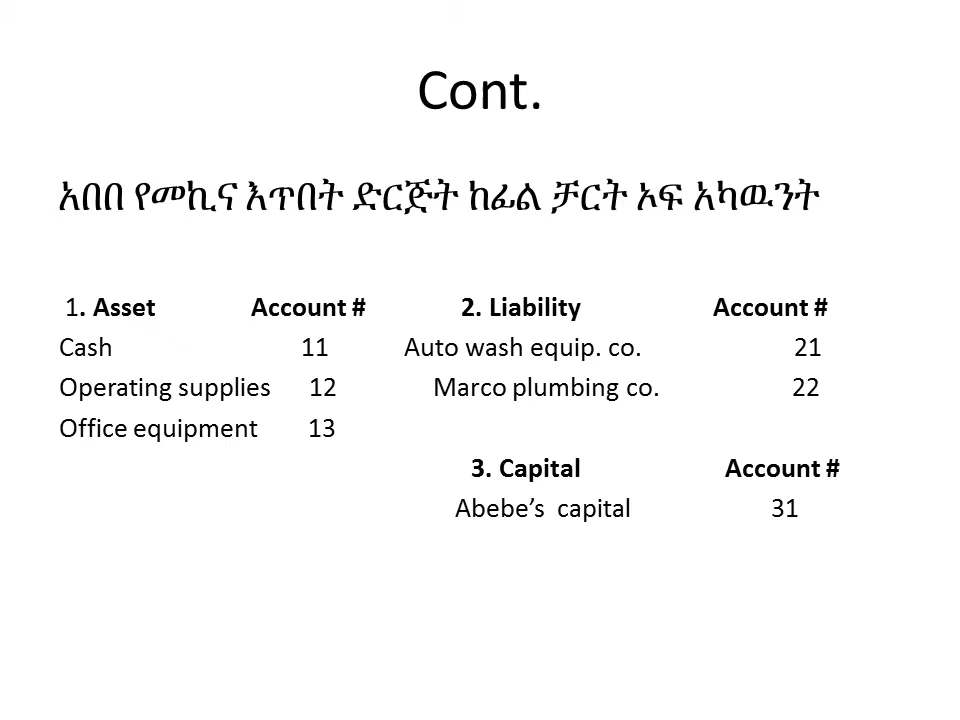 Cont.
አበበ የመኪና እጥበት ድርጅት ከፊል ቻርት ኦፍ አካዉንት
1. Asset Account # 2. Liability Account #
Cash 11 Auto wash equip. co. 21
Operating supplies 12 Marco plumbing co. 22
Office equipment 13
3. Capital Account #
Abebe’s capital 31